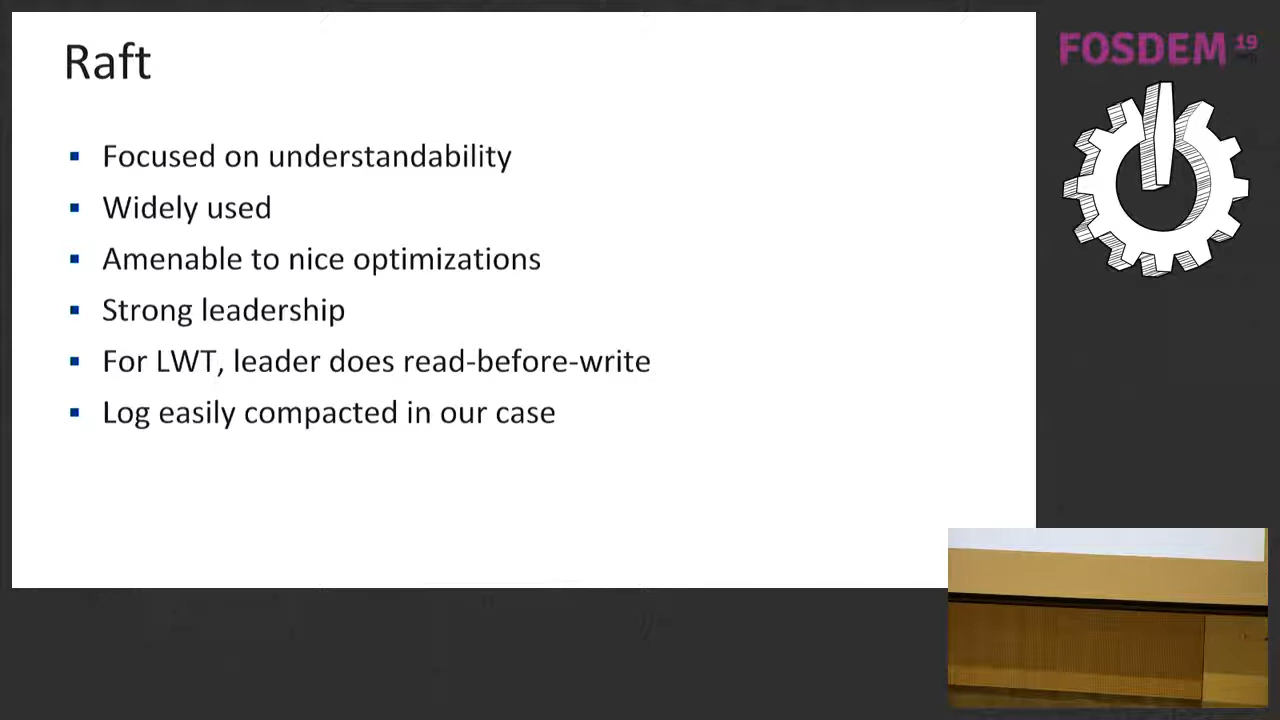 Raft
Focused on understandability
Widely used
Amenable to nice optimizations
Strong leadership
For LWT, leader does read-before-write
Log easily compacted in our case
FOSDEM 19